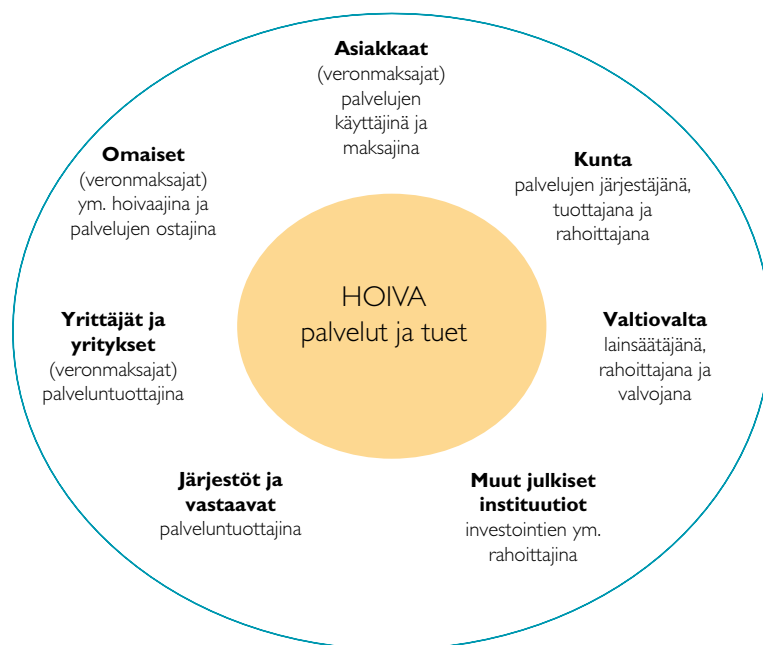 Asiakkaat
(veronmaksajat)
palvelujen
käyttäjinä ja
maksajina
Omaiset
(veronmaksajat)
ym. hoivaajina ja
palvelujen ostajina
Kunta
palvelujen järjestäjänä,
tuottajana ja
rahoittajana
HOIVA
palvelut ja tuet
Yrittäjät ja
yritykset
(veronmaksajat)
palveluntuottajina
Valtiovalta
lainsäätäjänä,
rahoittajana ja
valvojana
Järjestöt ja
vastaavat
palveluntuottajina
Muut julkiset
instituutiot
investointien ym.
rahoittajina